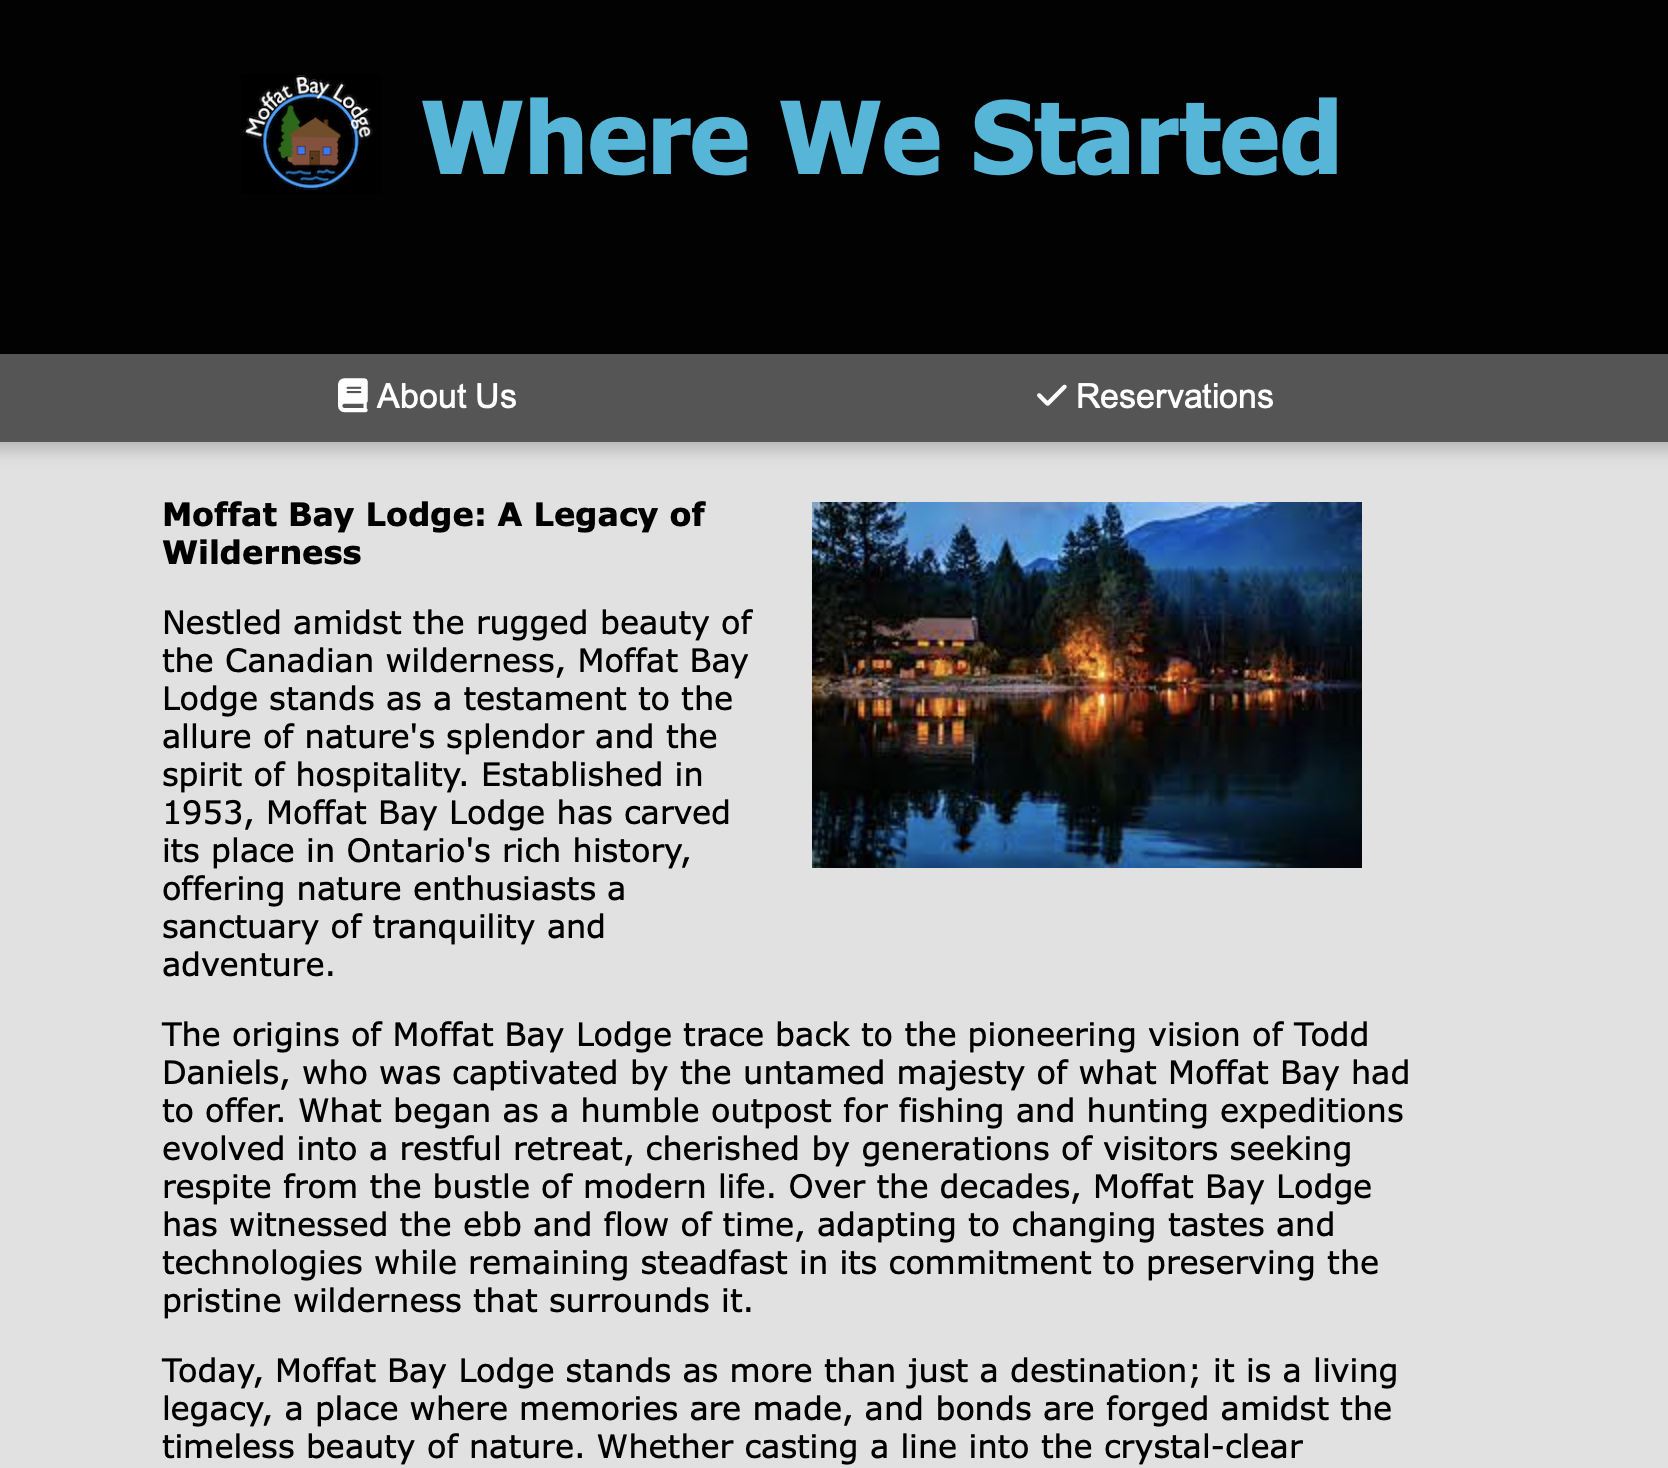 Moffat Bay Lodge
Where We Started
About Us
Reservations
Moffat Bay Lodge: A Legacy of
Wilderness
Nestled amidst the rugged beauty of
the Canadian wilderness, Moffat Bay
Lodge stands as a testament to the
allure of nature's splendor and the
spirit of hospitality. Established in
1953, Moffat Bay Lodge has carved
its place in Ontario's rich history,
offering nature enthusiasts a
sanctuary of tranquility and
adventure.
The origins of Moffat Bay Lodge trace back to the pioneering vision of Todd
Daniels, who was captivated by the untamed majesty of what Moffat Bay had
to offer. What began as a humble outpost for fishing and hunting expeditions
evolved into a restful retreat, cherished by generations of visitors seeking
respite from the bustle of modern life. Over the decades, Moffat Bay Lodge
has witnessed the ebb and flow of time, adapting to changing tastes and
technologies while remaining steadfast in its commitment to preserving the
pristine wilderness that surrounds it.
Today, Moffat Bay Lodge stands as more than just a destination; it is a living
legacy, a place where memories are made, and bonds are forged amidst the
timeless beauty of nature. Whether casting a line into the crystal-clear